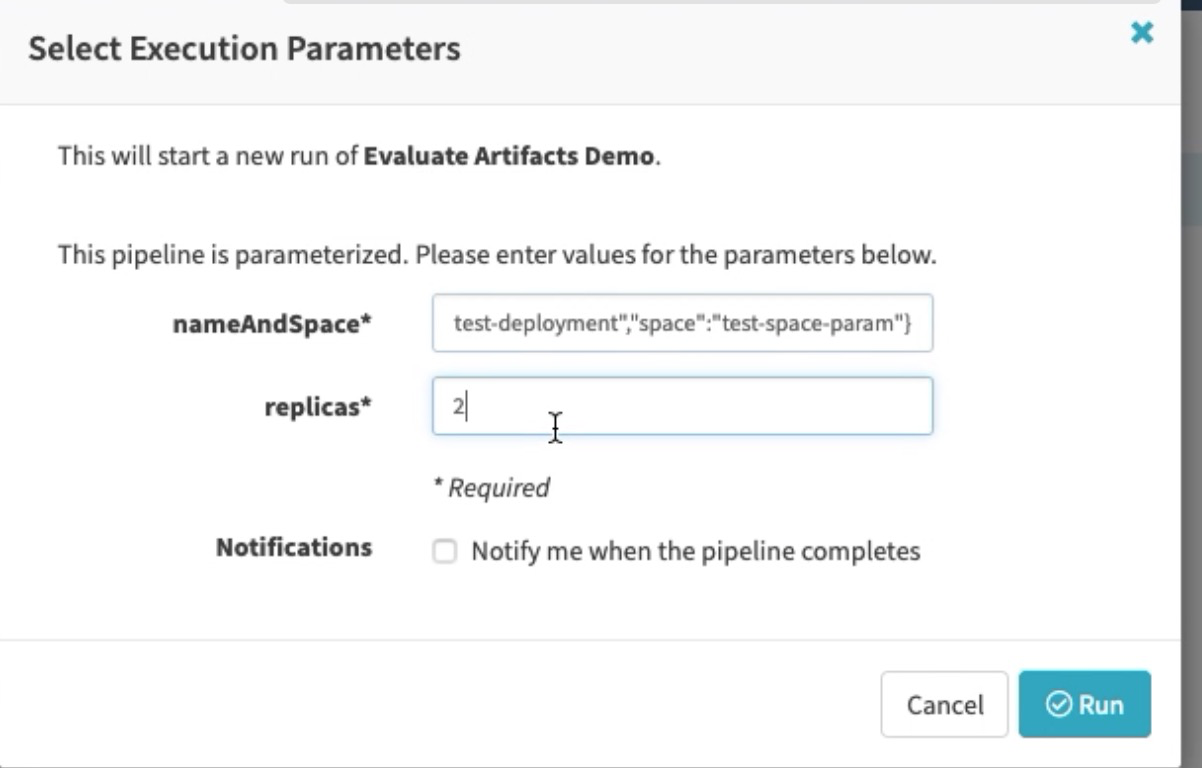 Select Execution Parameters
This will start a new run of Evaluate Artifacts Demo.
This pipeline is parameterized. Please enter values for the parameters below.
nameAndSpace* test-deployment","space":"test-space-param"}
replicas* 2
* Required
Notifications Notify me when the pipeline completes
Cancel Run